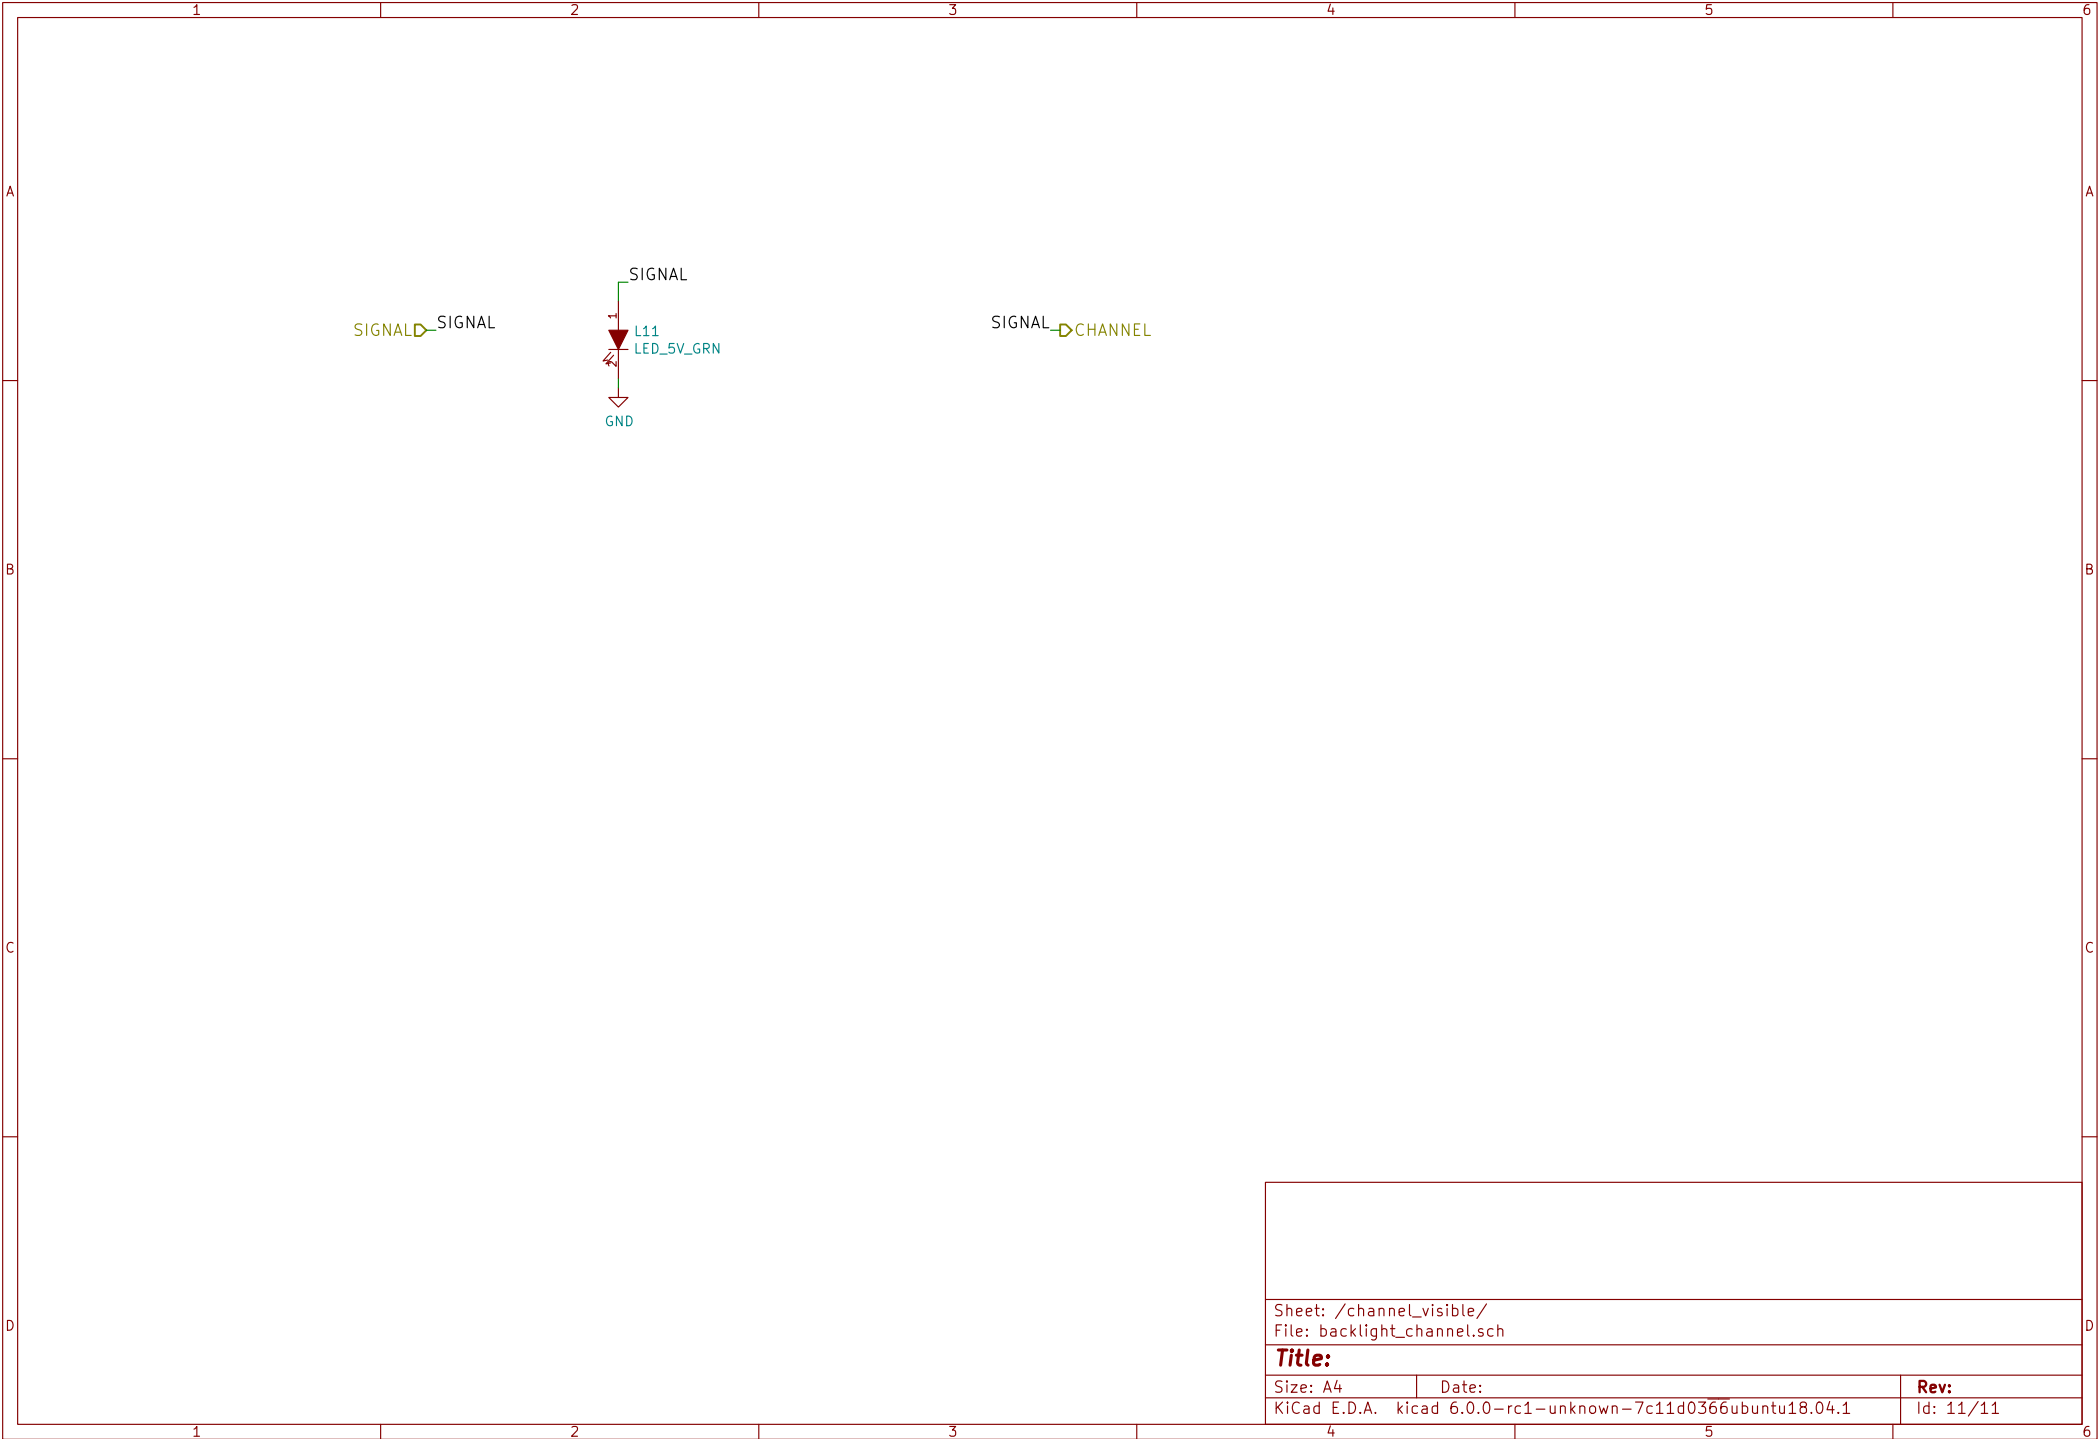 1 2 3 4 5 6
A A
SIGNAL
SIGNAL SIGNAL
1
L11
LED_5V_GRN
2
SIGNAL CHANNEL
GND
B B
C C
Sheet: /channel_visible/
File: backlight_channel.sch
D D
Title:
Size: A4 Date: Rev:
KiCad E.D.A. kicad 6.0.0-rc1-unknown-7c11d0366ubuntu18.04.1 Id: 11/11
1 2 3 4 5 6